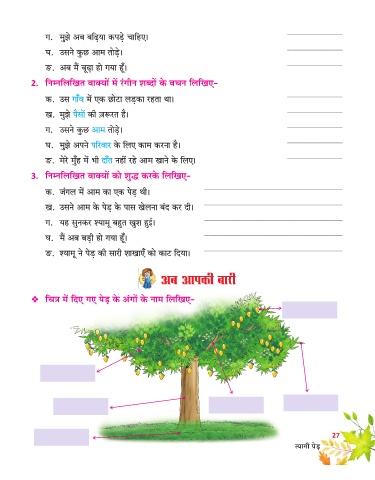 ग. मुझे अब बढ़िया कपड़े चाहिए।
घ. उसने कुछ आम तोड़े।
ङ. अब मैं बूढ़ा हो गया हूँ।
2. निम्नलिखित वाक्यों में रंगीन शब्दों के वचन लिखिए-
क. उस गाँव में एक छोटा लड़का रहता था।
ख. मुझे पैसों की ज़रूरत है।
ग. उसने कुछ आम तोड़े।
घ. मुझे अपने परिवार के लिए काम करना है।
ङ. मेरे मुँह में भी दाँत नहीं रहे आम खाने के लिए।
3. निम्नलिखित वाक्यों को शुद्ध करके लिखिए-
क. जंगल में आम का एक पेड़ थी।
ख. उसने आम के पेड़ के पास खेलना बंद कर दी।
ग. यह सुनकर श्यामू बहुत खुश हुई।
घ. मैं अब बड़ी हो गया हूँ।
ङ. श्यामू ने पेड़ की सारी शाखाएँ को काट दिया।
अब आपकी बारी
❖ चित्र में दिए गए पेड़ के अंगों के नाम लिखिए-
27
त्यागी पेड़